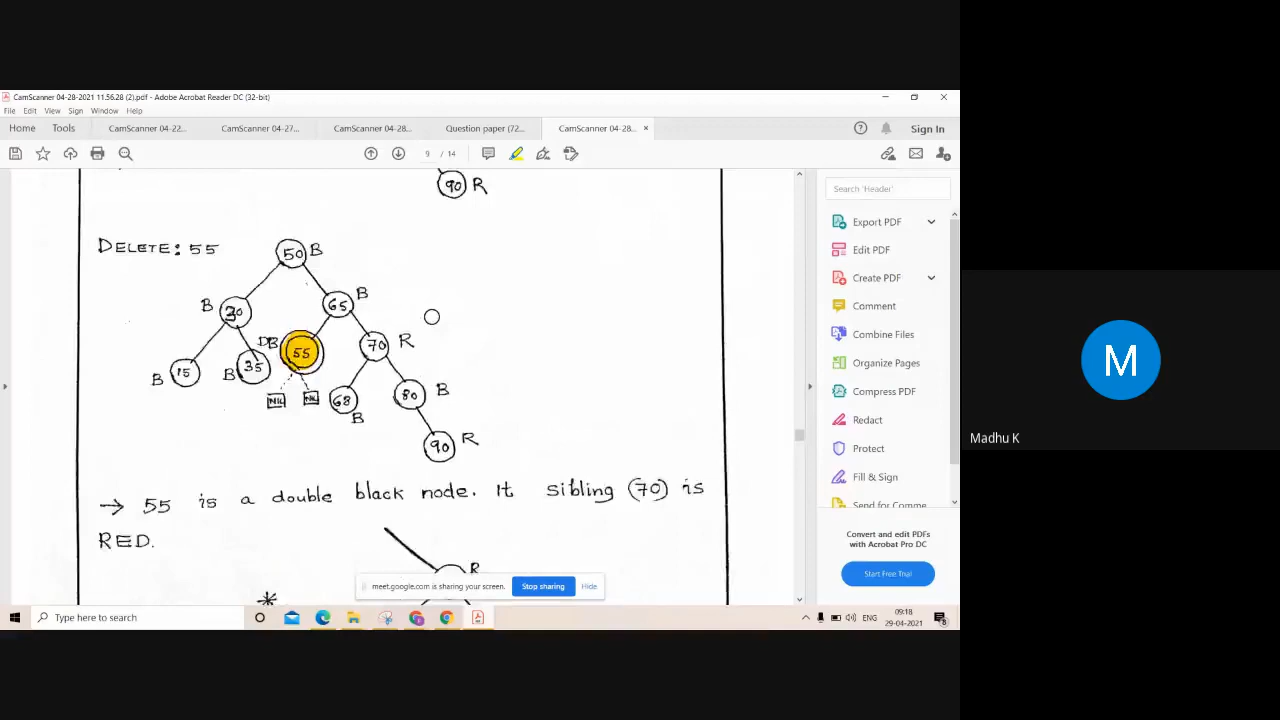 CamScanner 04-28-2021 11.56.28 (2).pdf - Adobe Acrobat Reader DC (32-bit)
File Edit View Sign Window Help
Home Tools CamScanner 04-22... CamScanner 04-27... CamScanner 04-28... Question paper (72... CamScanner 04-28... × Sign In
9 / 14
90 R
DELETE: 55
50 B
B 30
65 B
B 15
B 35
DB 55
70 R
NIL NIL
68 B
80 B
90 R
→ 55 is a double black node. It sibling (70) is
RED.
R
*
Search 'Header'
Export PDF
Edit PDF
Create PDF
Comment
Combine Files
Organize Pages
Compress PDF
Redact
Protect
Fill & Sign
Send for Comme
Convert and edit PDFs
with Acrobat Pro DC
Start Free Trial
meet.google.com is sharing your screen. Stop sharing Hide
Type here to search
ENG
09:18
29-04-2021
8
M
Madhu K